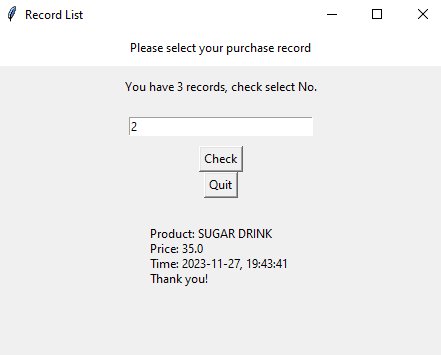 Record List
Please select your purchase record
You have 3 records, check select No.
2
Check
Quit
Product: SUGAR DRINK
Price: 35.0
Time: 2023-11-27, 19:43:41
Thank you!